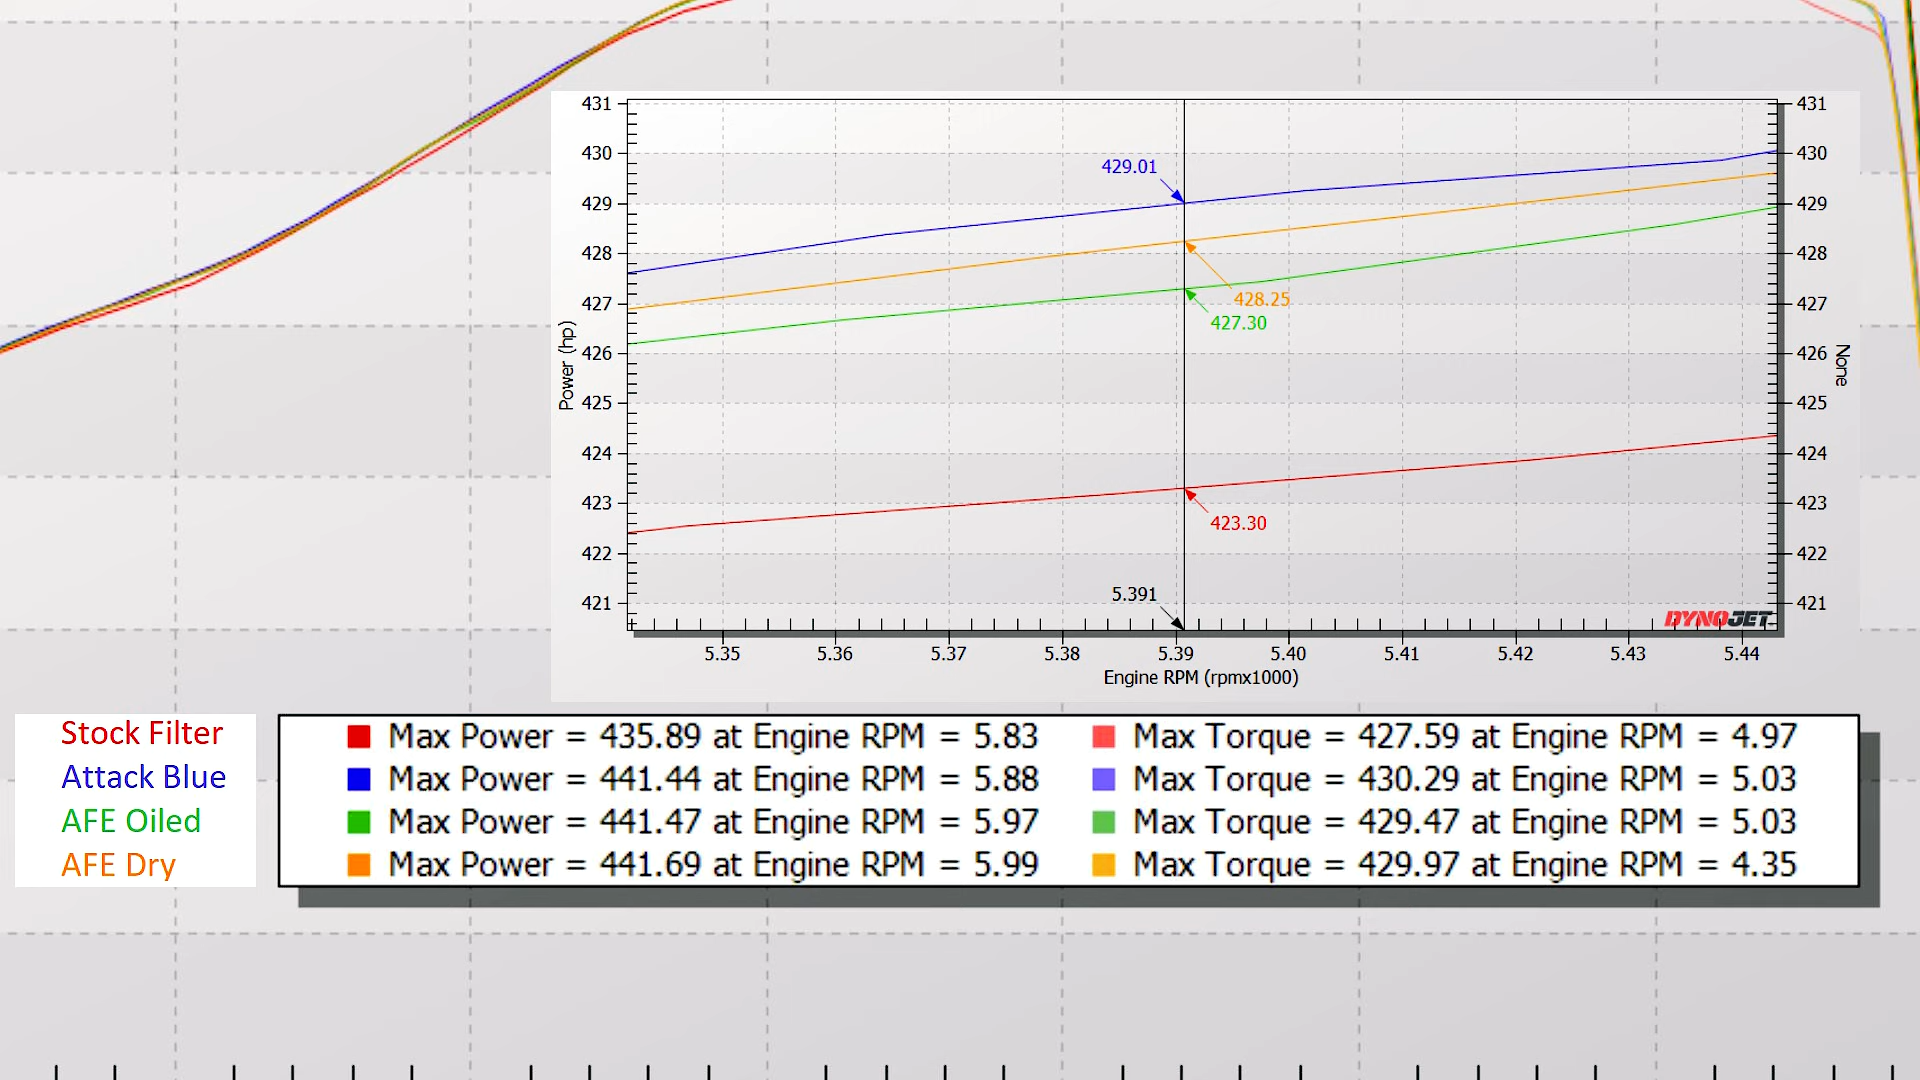 431
430
429
428
427
426
425
424
423
422
421
Power (hp)
429.01
428.25
427.30
423.30
5.391
431
430
429
428
427
426
425
424
423
422
421
None
DYNOJET
5.35 5.36 5.37 5.38 5.39 5.40 5.41 5.42 5.43 5.44
Engine RPM (rpmx1000)
Stock Filter
Attack Blue
AFE Oiled
AFE Dry
Max Power = 435.89 at Engine RPM = 5.83 Max Torque = 427.59 at Engine RPM = 4.97
Max Power = 441.44 at Engine RPM = 5.88 Max Torque = 430.29 at Engine RPM = 5.03
Max Power = 441.47 at Engine RPM = 5.97 Max Torque = 429.47 at Engine RPM = 5.03
Max Power = 441.69 at Engine RPM = 5.99 Max Torque = 429.97 at Engine RPM = 4.35